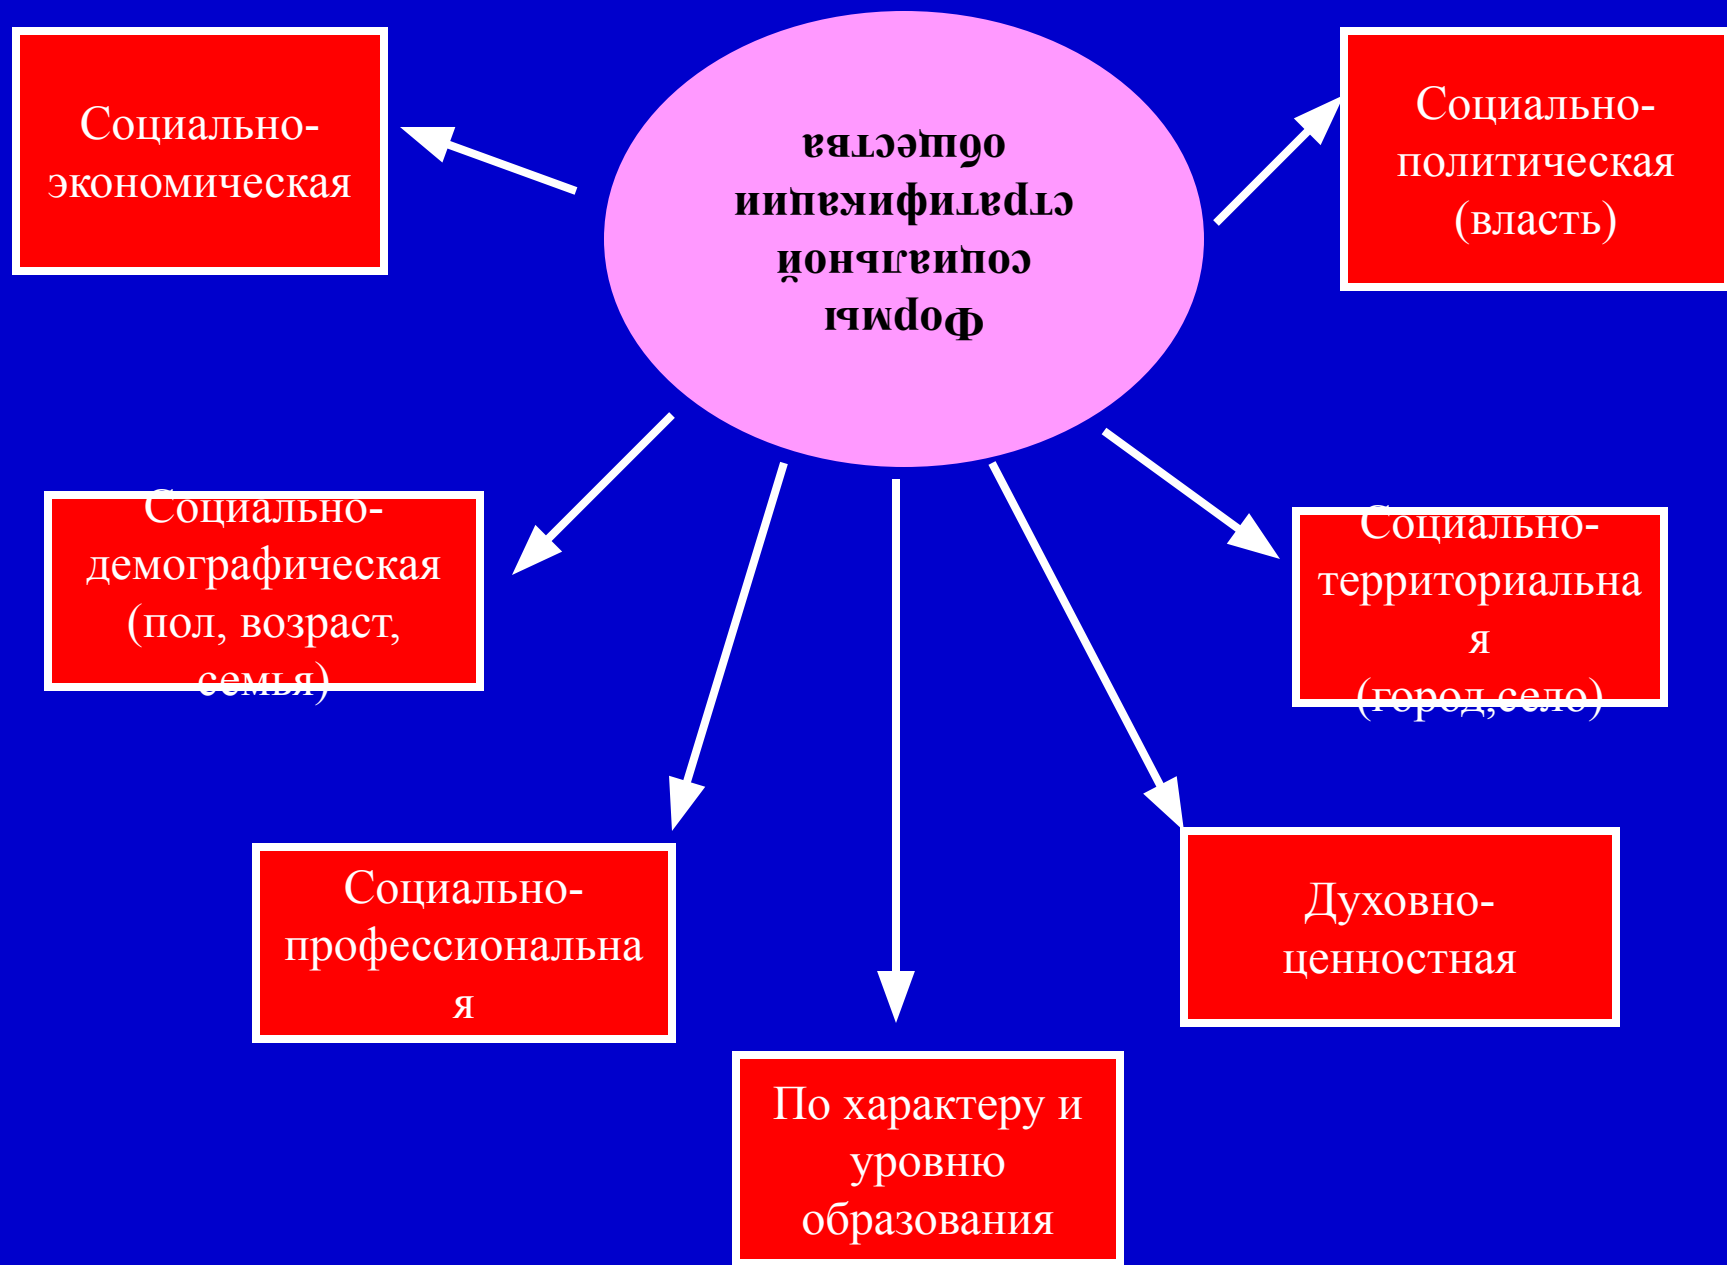 Формы
социальной
стратификации
общества
Социально-
экономическая
Социально-
политическая
(власть)
Социально-
демографическая
(пол, возраст,
семья)
Социально-
территориальна
я
(город,село)
Социально-
профессиональна
я
Духовно-
ценностная
По характеру и
уровню
образования